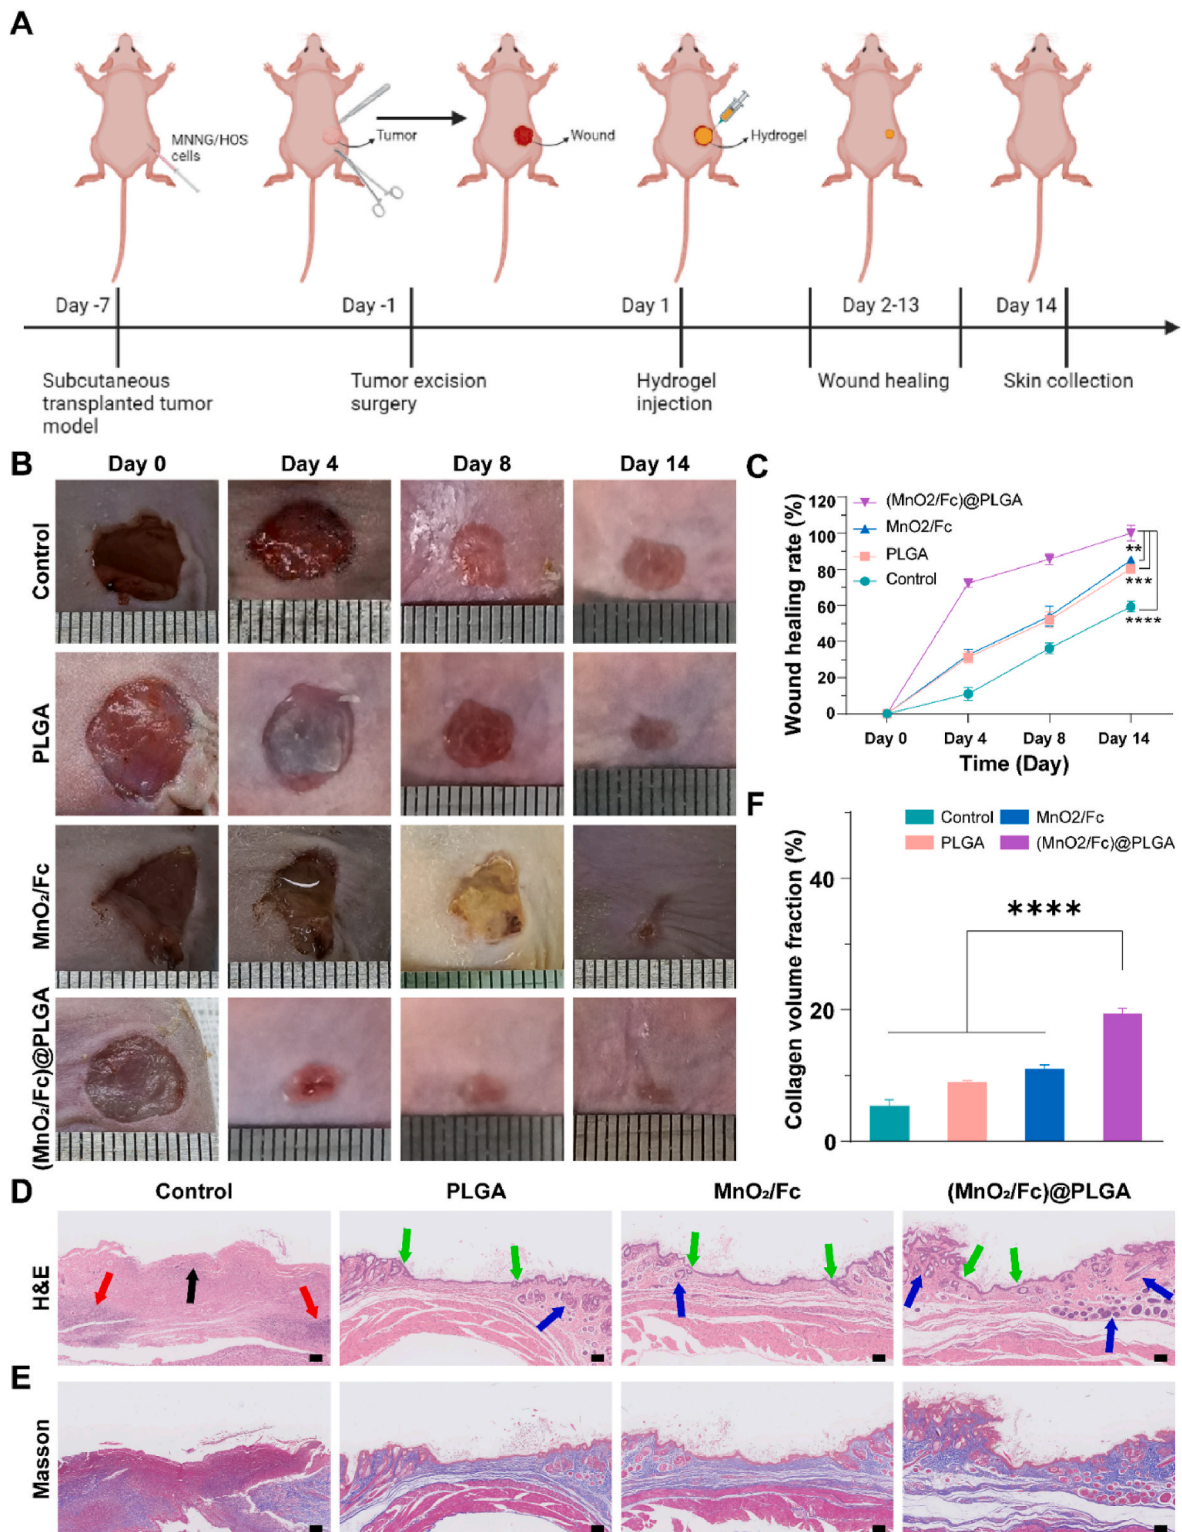 A
MNNG/HOS
cells
Tumor
Wound
Hydrogel
Day -7
Day -1
Day 1
Day 2-13
Day 14
Subcutaneous
transplanted tumor
model
Tumor excision
surgery
Hydrogel
injection
Wound healing
Skin collection
B
Day 0
Day 4
Day 8
Day 14
Control
PLGA
MnO₂/Fc
(MnO₂/Fc)@PLGA
C
Wound healing rate (%)
120
100
80
60
40
20
0
(MnO2/Fc)@PLGA
MnO2/Fc
PLGA
Control
**
***
****
Day 0
Day 4
Day 8
Day 14
Time (Day)
F
Control
MnO2/Fc
PLGA
(MnO2/Fc)@PLGA
Collagen volume fraction (%)
40
20
0
****
D
Control
PLGA
MnO₂/Fc
(MnO₂/Fc)@PLGA
H&E
E
Masson